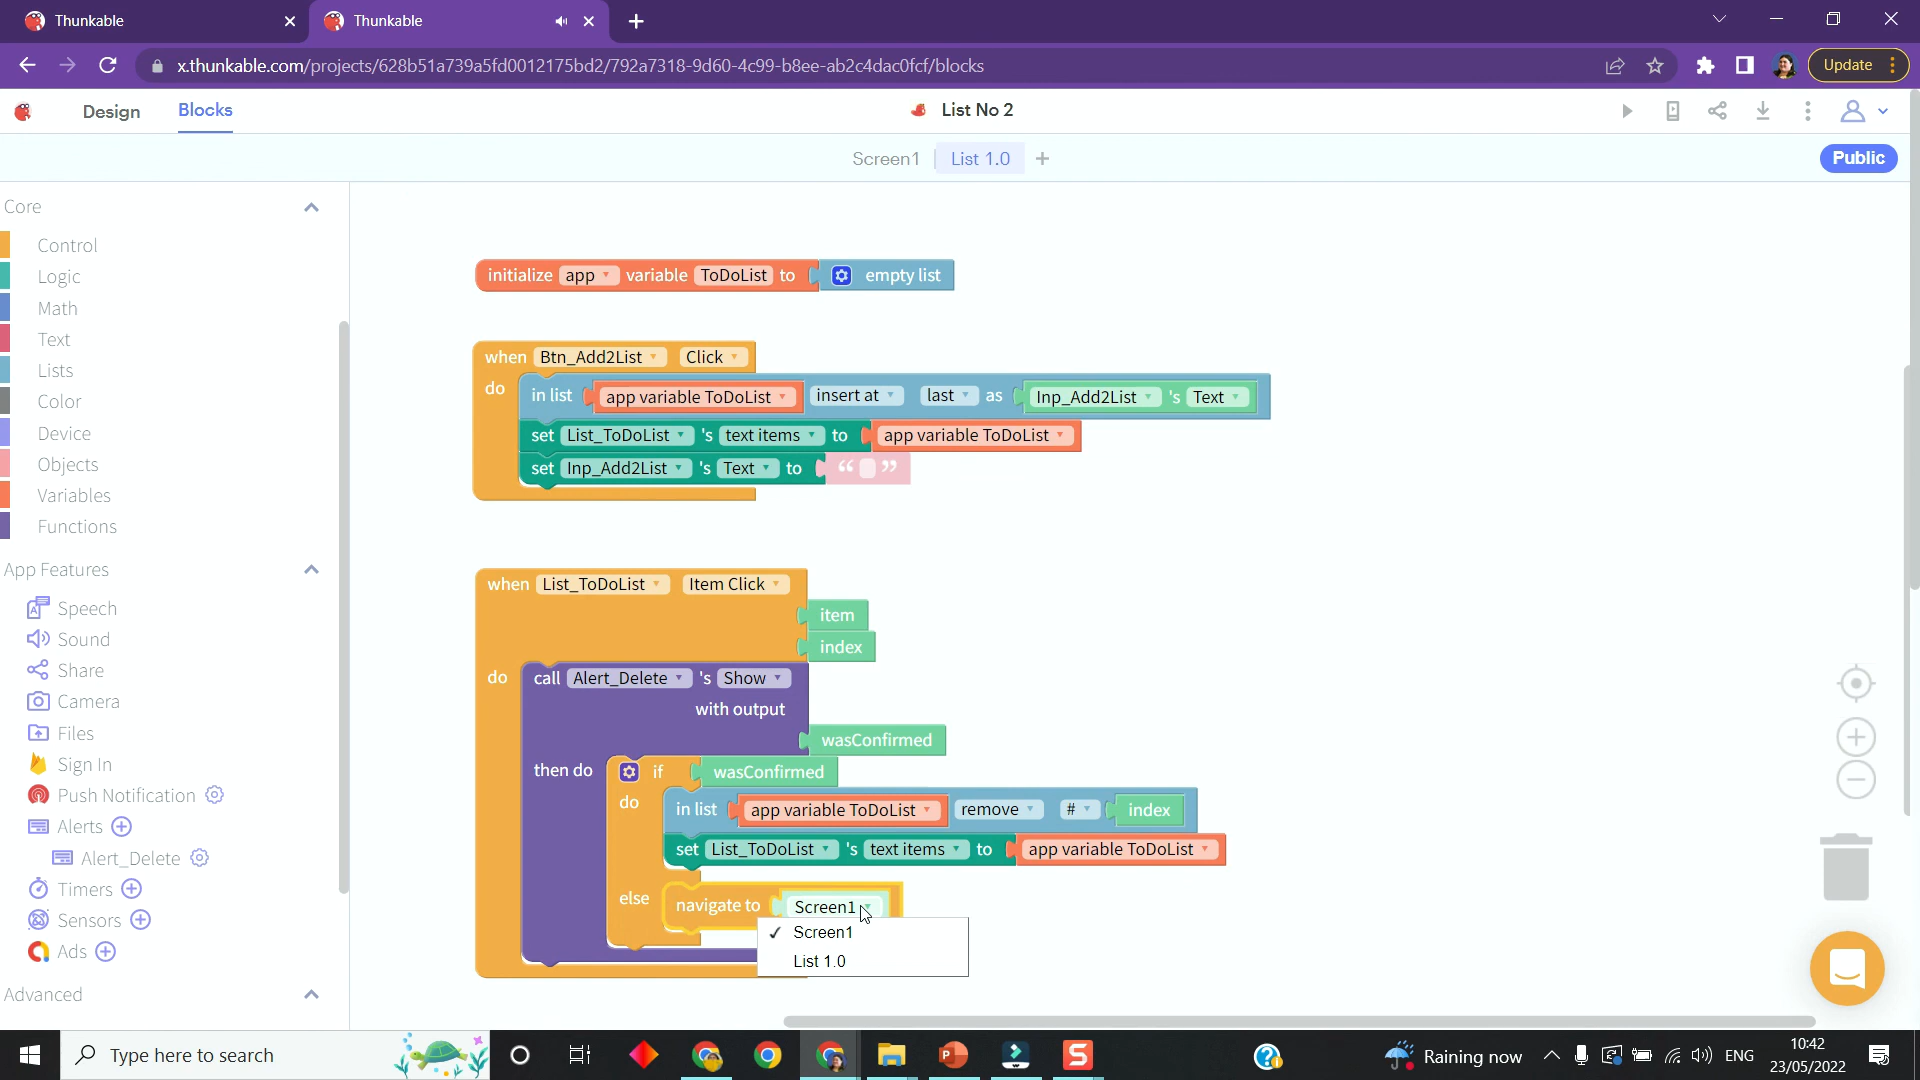 Thunkable
Thunkable
x.thunkable.com/projects/628b51a739a5fd0012175bd2/792a7318-9d60-4c99-b8ee-ab2c4dac0fcf/blocks
Update
Design
Blocks
List No 2
Screen1
List 1.0
Public
Core
Control
Logic
Math
Text
Lists
Color
Device
Objects
Variables
Functions
App Features
Speech
Sound
Share
Camera
Files
Sign In
Push Notification
Alerts
Alert_Delete
Timers
Sensors
Ads
Advanced
initialize app variable ToDoList to empty list
when Btn_Add2List Click
do in list app variable ToDoList insert at last as Inp_Add2List 's Text
set List_ToDoList 's text items to app variable ToDoList
set Inp_Add2List 's Text to “ ”
when List_ToDoList Item Click
item
index
do call Alert_Delete 's Show
with output
wasConfirmed
then do if wasConfirmed
do in list app variable ToDoList remove # index
set List_ToDoList 's text items to app variable ToDoList
else navigate to Screen1
✓ Screen1
List 1.0
Type here to search
Raining now
ENG
10:42
23/05/2022